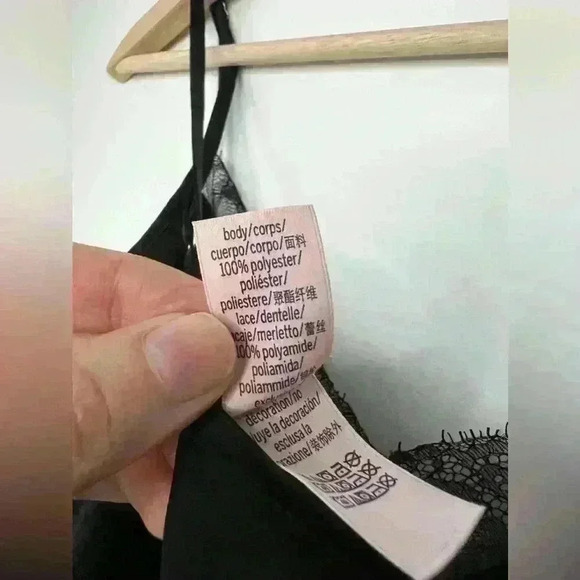 body/corps/
cuerpo/corpo/面料
100% polyester/
poliéster/
poliestere/聚酯纤维
lace/dentelle/
caje/merletto/蕾丝
100% polyamide/
poliamida/
poliammide/
decoration/no
uye la decoración/
esclusa la
razione/装饰除外